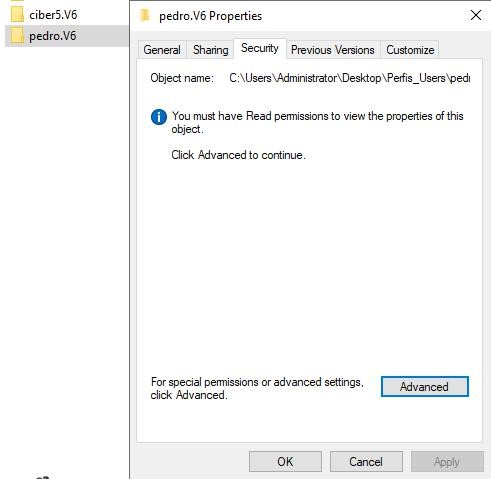 ciber5.V6
pedro.V6
pedro.V6 Properties
General Sharing Security Previous Versions Customize
Object name: C:\Users\Administrator\Desktop\Perfis_Users\pedr
You must have Read permissions to view the properties of this
object.
Click Advanced to continue.
For special permissions or advanced settings,
click Advanced.
Advanced
OK Cancel Apply